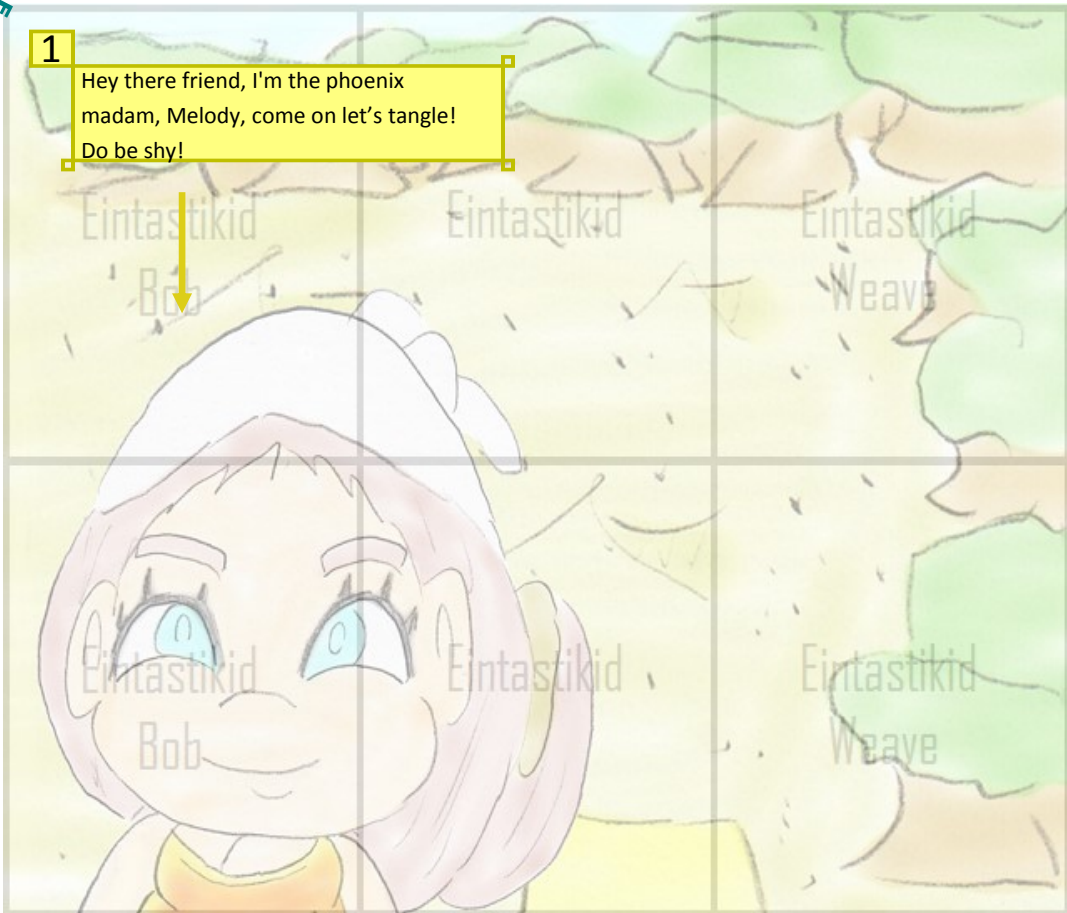 1
Hey there friend, I'm the phoenix
madam, Melody, come on let’s tangle!
Do be shy!
Eintastikid Eintastikid Eintastikid
Bob Weave
Eintastikid Eintastikid Eintastikid
Bob Weave